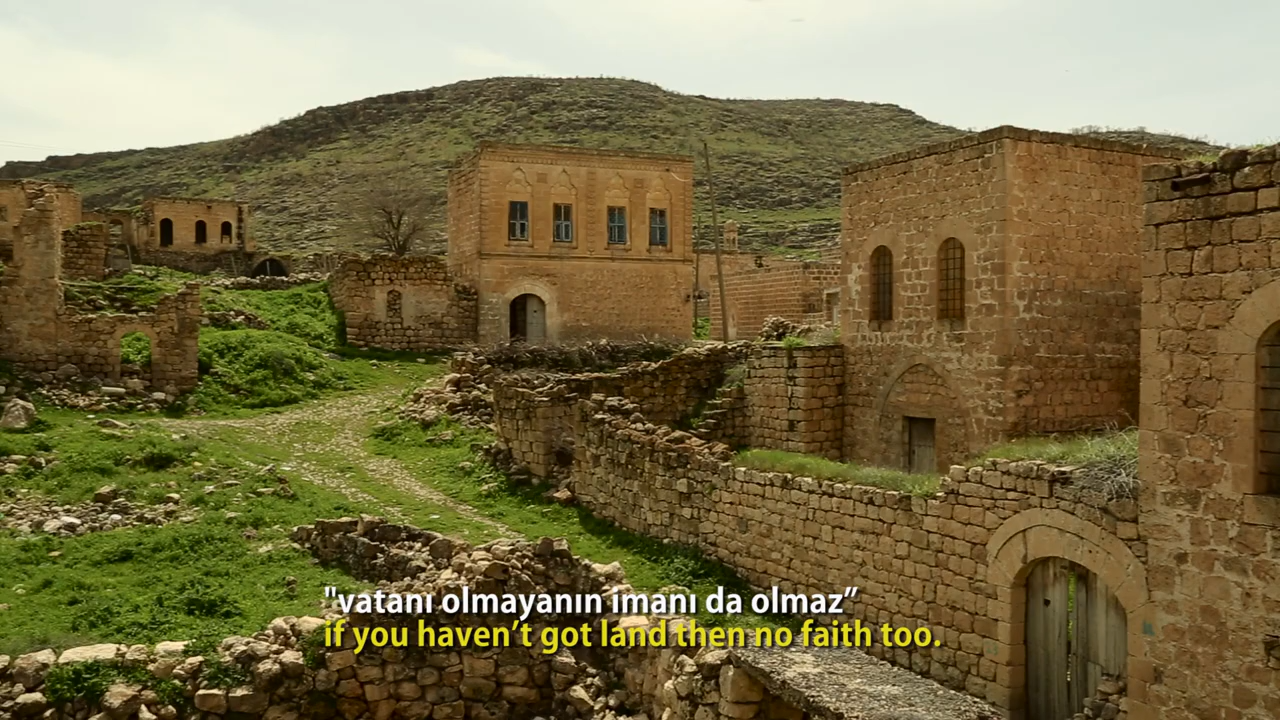 "vatanı olmayanın imanı da olmaz”
if you haven’t got land then no faith too.